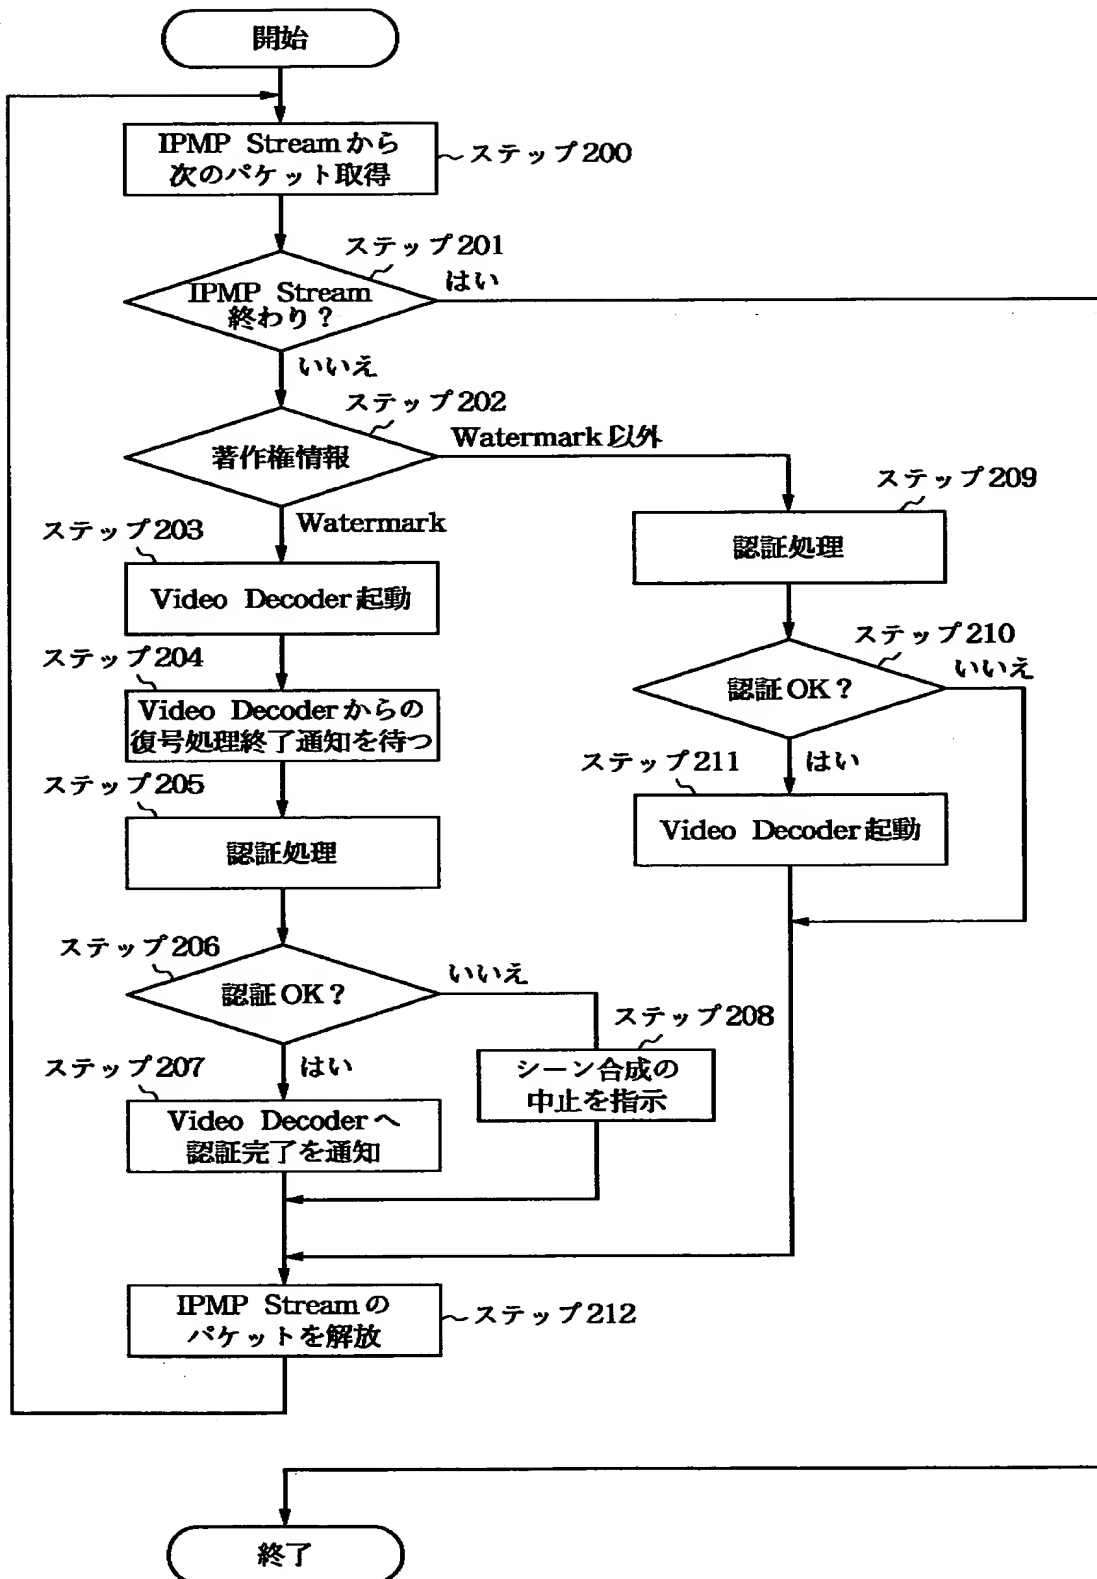 開始
IPMP Streamから
次のパケット取得
ステップ200
ステップ201
はい
IPMP Stream
終わり?
いいえ
ステップ202
Watermark以外
著作権情報
Watermark
ステップ203
Video Decoder起動
ステップ204
Video Decoderからの
復号処理終了通知を待つ
ステップ205
認証処理
ステップ206
いいえ
認証OK?
はい
ステップ207
Video Decoderへ
認証完了を通知
ステップ208
シーン合成の
中止を指示
ステップ209
認証処理
ステップ210
いいえ
認証OK?
はい
ステップ211
Video Decoder起動
IPMP Streamの
パケットを解放
ステップ212
終了